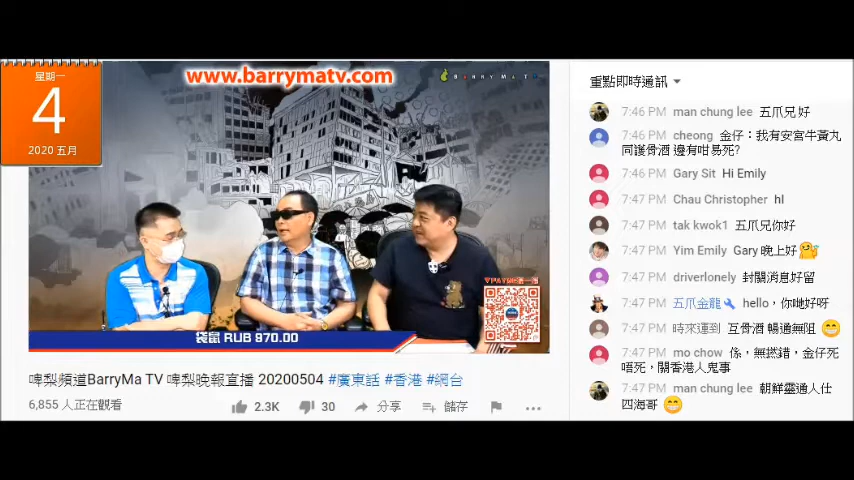 星期一
4
2020 五月
www.barrymatv.com
BARRYMATV
袋鼠 RUB 970.00
啤梨頻道BarryMa TV 啤梨晚報直播 20200504 #廣東話 #香港 #網台
6,855 人正在觀看
2.3K
30
分享
儲存
重點即時通訊
7:46 PM man chung lee 五爪兄 好
7:46 PM cheong 金仔：我有安宮牛黃丸
同護骨酒 邊有咁易死?
7:46 PM Gary Sit Hi Emily
7:47 PM Chau Christopher hI
7:47 PM tak kwok1 五爪兄你好
7:47 PM Yim Emily Gary 晚上好
7:47 PM driverlonely 封關消息好留
7:47 PM 五爪金龍 hello，你哋好呀
7:47 PM 時來運到 互骨酒 暢通無阻
7:47 PM mo chow 係，無撚錯，金仔死
唔死，關香港人鬼事
7:47 PM man chung lee 朝鮮靈通人仕
四海哥